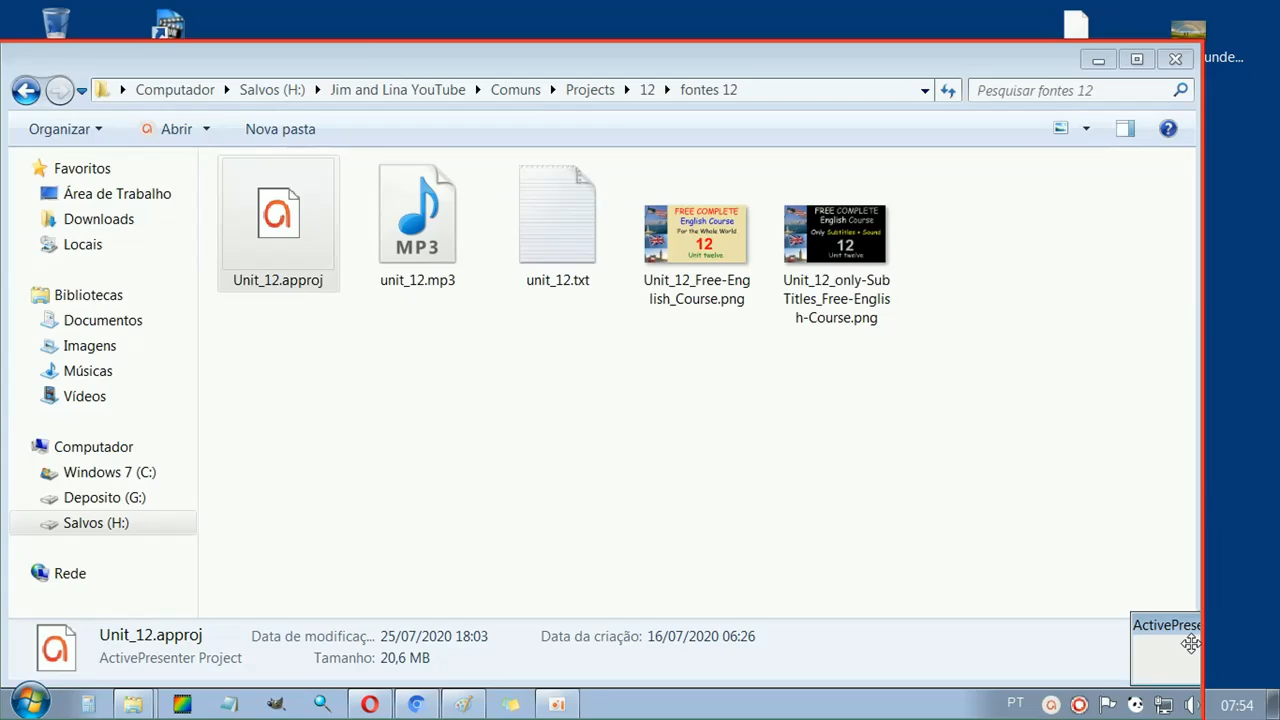 unde...
Computador
Salvos (H:)
Jim and Lina YouTube
Comuns
Projects
12
fontes 12
Pesquisar fontes 12
Organizar
Abrir
Nova pasta
Favoritos
Área de Trabalho
Downloads
Locais
Bibliotecas
Documentos
Imagens
Músicas
Vídeos
Computador
Windows 7 (C:)
Deposito (G:)
Salvos (H:)
Rede
Unit_12.approj
MP3
unit_12.mp3
unit_12.txt
FREE COMPLETE
English Course
For the Whole World
12
Unit twelve
Unit_12_Free-Eng
lish_Course.png
FREE COMPLETE
English Course
Only Subtitles + Sound
12
Unit twelve
Unit_12_only-Sub
Titles_Free-Englis
h-Course.png
Unit_12.approj
Data de modificaç... 25/07/2020 18:03
Data da criação: 16/07/2020 06:26
ActivePresenter Project
Tamanho: 20,6 MB
ActivePrese
PT
07:54